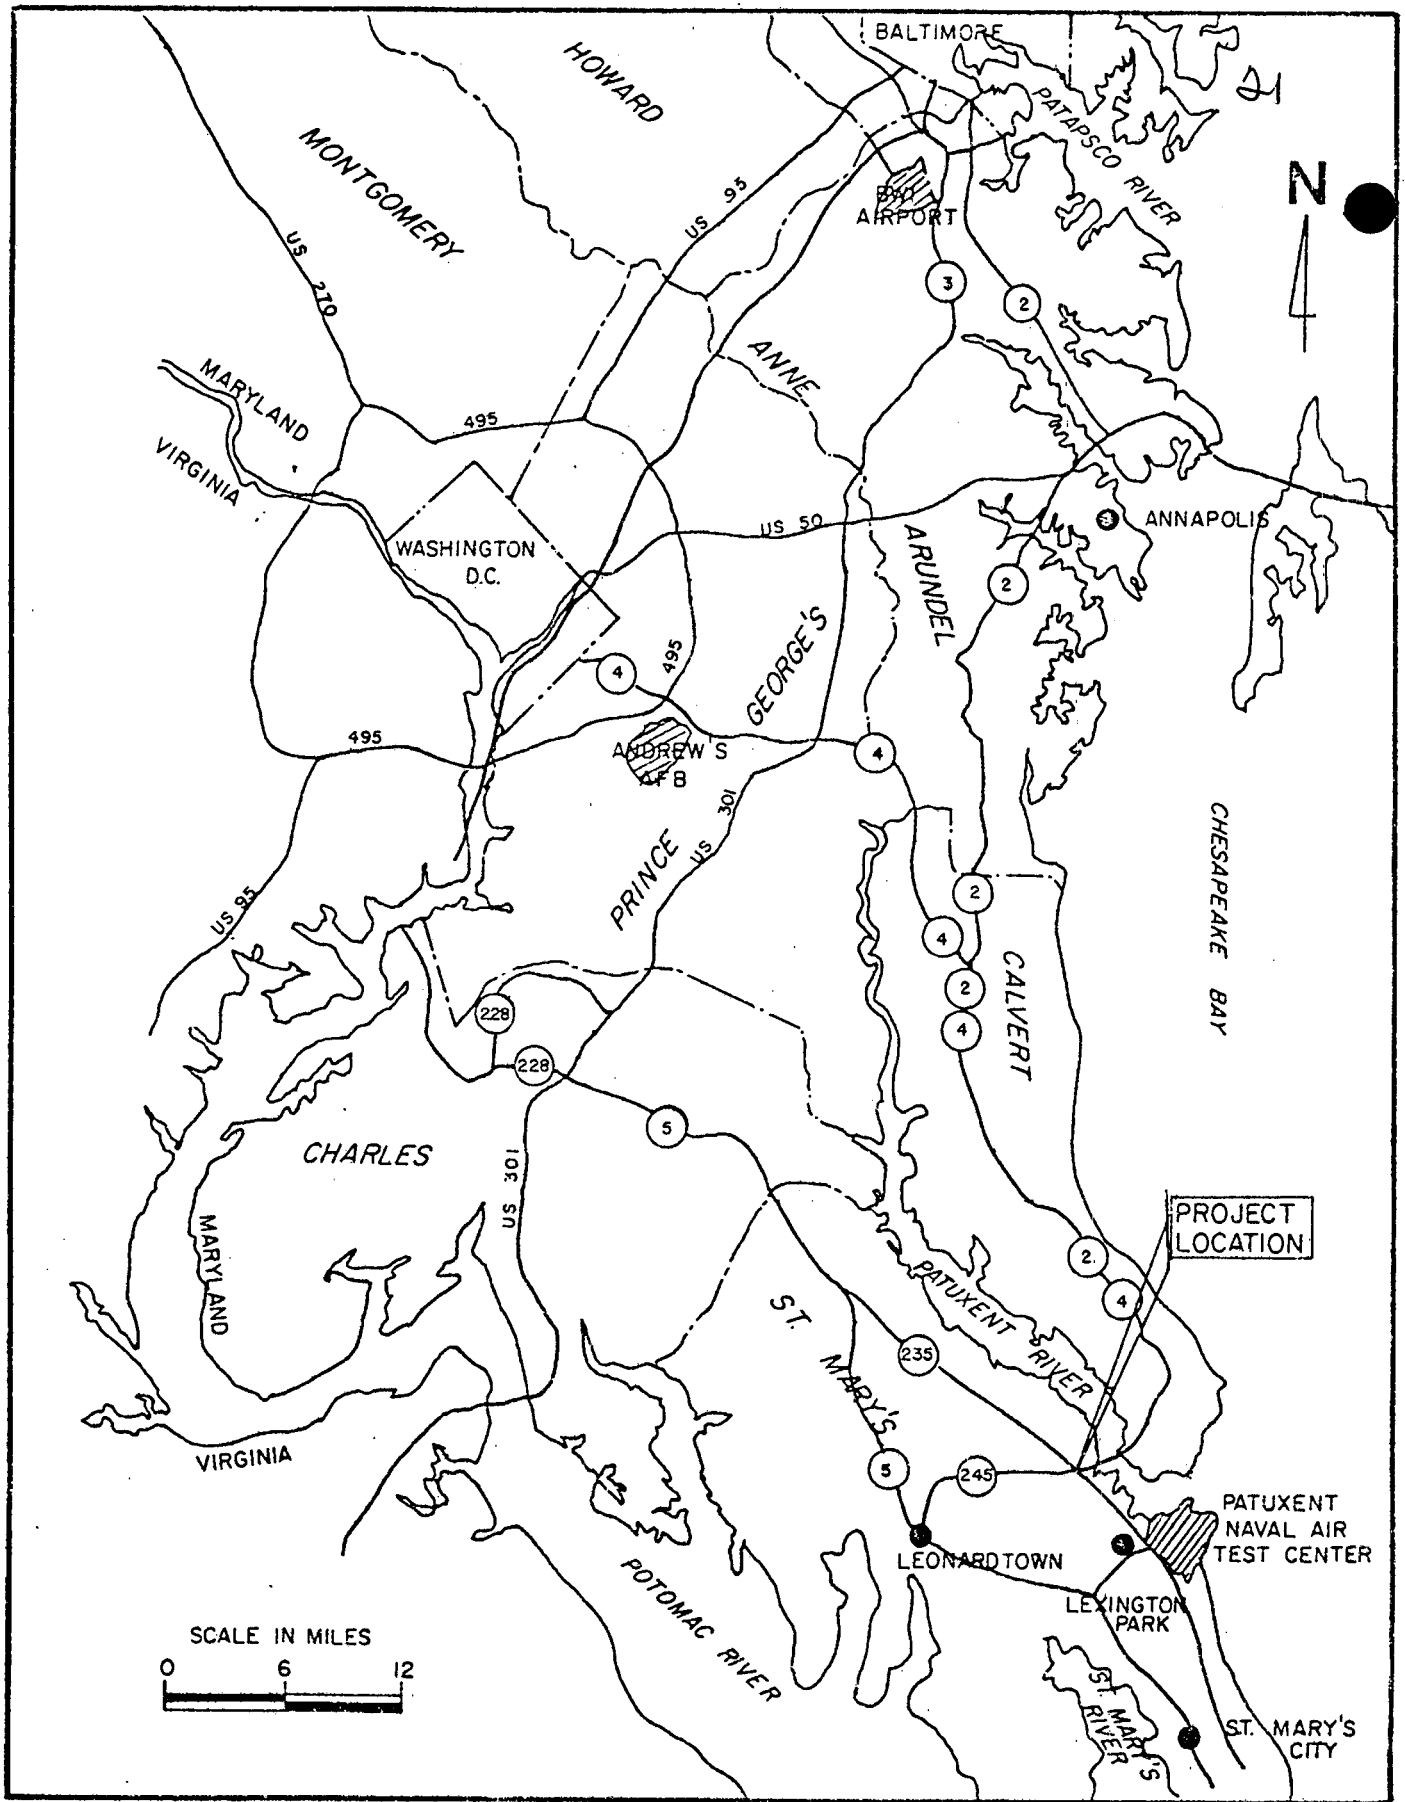 BALTIMORE
21
HOWARD
PATAPSCO RIVER
MONTGOMERY
N
US 95
BWI
AIRPORT
US 270
3
2
ANNE
MARYLAND
495
VIRGINIA
US 50
ANNAPOLIS
WASHINGTON
D.C.
ARUNDEL
2
GEORGE'S
495
4
495
ANDREW'S
AFB
4
US 301
CHESAPEAKE BAY
PRINCE
US 95
2
4
CALVERT
2
4
228
228
5
CHARLES
US 301
PROJECT
LOCATION
MARYLAND
2
4
PATUXENT
RIVER
ST.
MARY'S
235
VIRGINIA
5
245
PATUXENT
NAVAL AIR
TEST CENTER
LEONARDTOWN
POTOMAC RIVER
LEXINGTON
PARK
SCALE IN MILES
0 6 12
ST. MARY'S
RIVER
ST. MARY'S
CITY